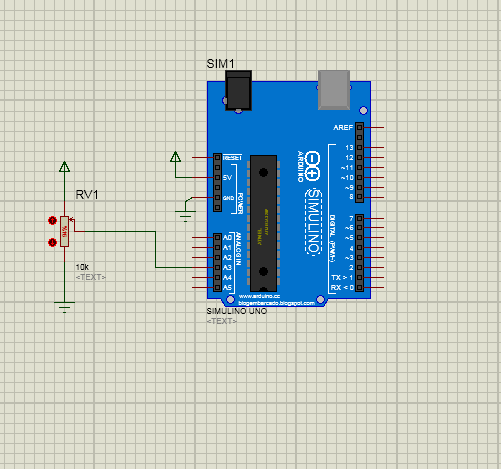 SIM1
AREF
RESET
5V
GND
POWER
ARDUINO
SIMULINO
13
12
~11
~10
~9
8
DIGITAL (PWM~)
7
~6
~5
4
~3
2
TX > 1
RX < 0
ANALOG IN
A0
A1
A2
A3
A4
A5
www.arduino.cc
blogembarcado.blogspot.com
SIMULINO UNO
<TEXT>
RV1
10k
<TEXT>